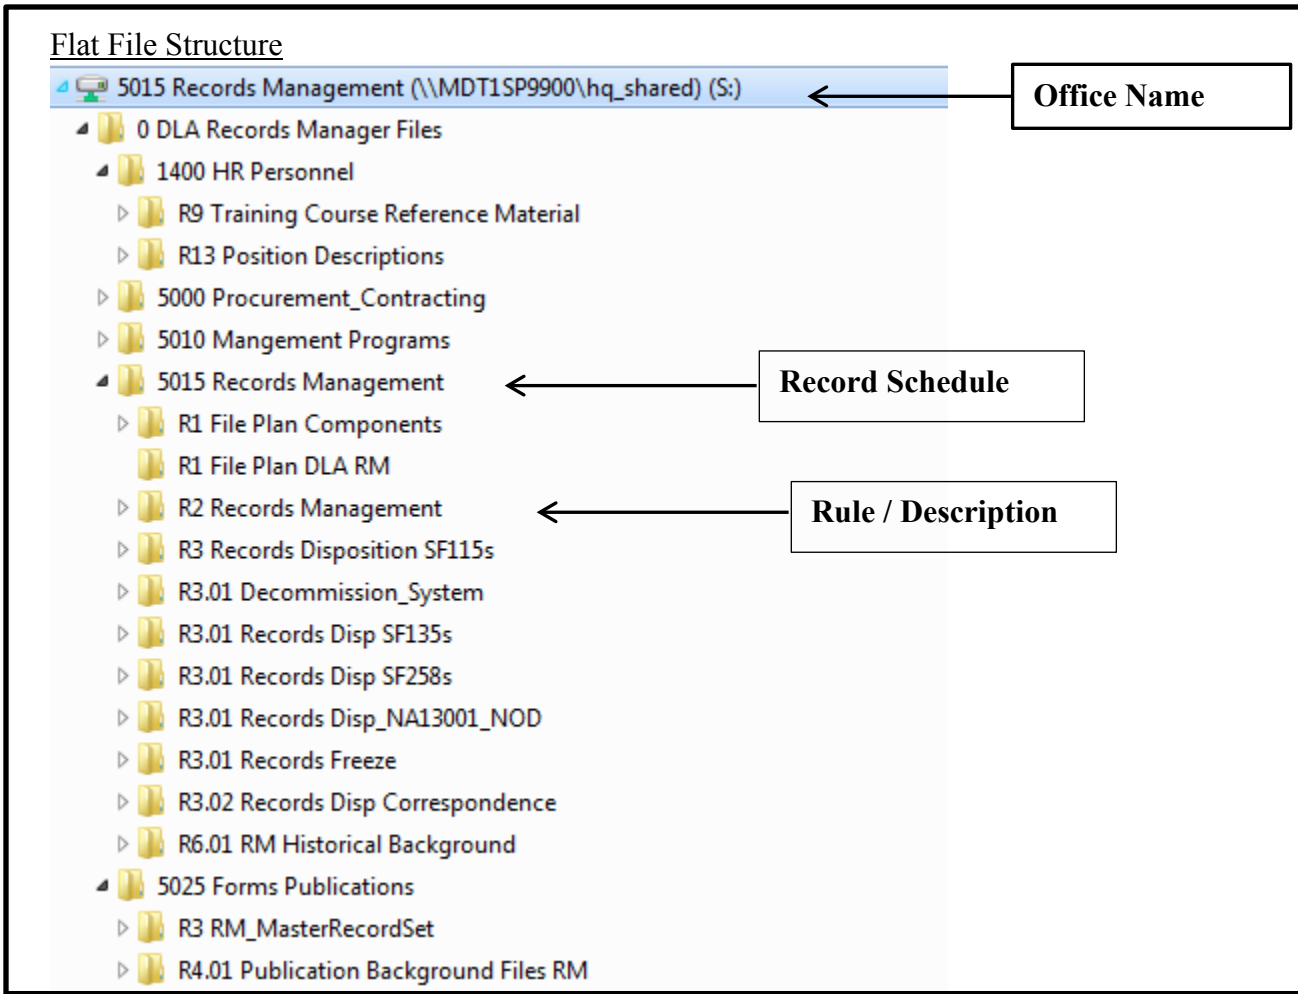 Flat File Structure
5015 Records Management (\\MDT1SP9900\hq_shared) (S:)
Office Name
0 DLA Records Manager Files
1400 HR Personnel
R9 Training Course Reference Material
R13 Position Descriptions
5000 Procurement_Contracting
5010 Mangement Programs
5015 Records Management
Record Schedule
R1 File Plan Components
R1 File Plan DLA RM
R2 Records Management
Rule / Description
R3 Records Disposition SF115s
R3.01 Decommission_System
R3.01 Records Disp SF135s
R3.01 Records Disp SF258s
R3.01 Records Disp_NA13001_NOD
R3.01 Records Freeze
R3.02 Records Disp Correspondence
R6.01 RM Historical Background
5025 Forms Publications
R3 RM_MasterRecordSet
R4.01 Publication Background Files RM